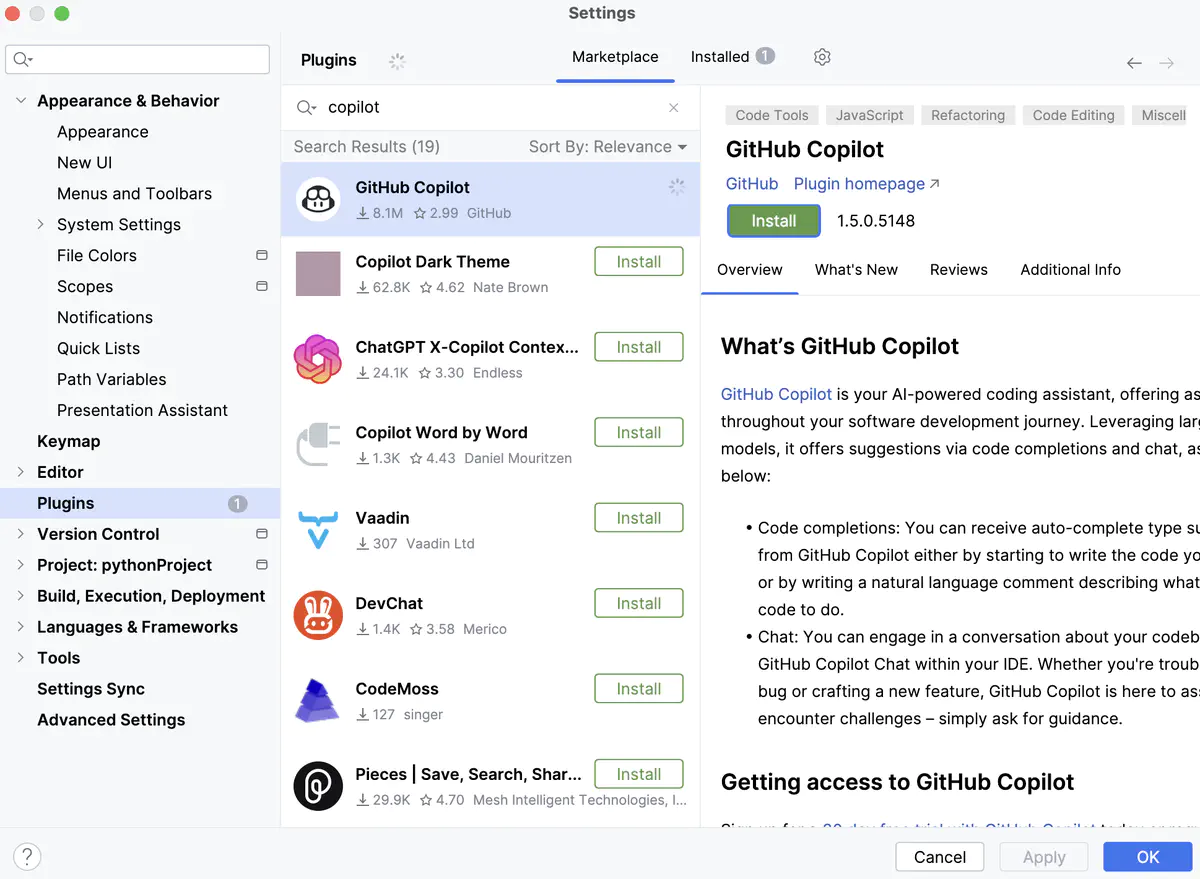 Settings
Appearance & Behavior
Appearance
New UI
Menus and Toolbars
System Settings
File Colors
Scopes
Notifications
Quick Lists
Path Variables
Presentation Assistant
Keymap
Editor
Plugins 1
Version Control
Project: pythonProject
Build, Execution, Deployment
Languages & Frameworks
Tools
Settings Sync
Advanced Settings
Plugins
Marketplace
Installed 1
copilot
Search Results (19) Sort By: Relevance
GitHub Copilot
8.1M 2.99 GitHub
Copilot Dark Theme Install
62.8K 4.62 Nate Brown
ChatGPT X-Copilot Contex... Install
24.1K 3.30 Endless
Copilot Word by Word Install
1.3K 4.43 Daniel Mouritzen
Vaadin Install
307 Vaadin Ltd
DevChat Install
1.4K 3.58 Merico
CodeMoss Install
127 singer
Pieces | Save, Search, Shar... Install
29.9K 4.70 Mesh Intelligent Technologies, I...
Code Tools JavaScript Refactoring Code Editing Miscell
GitHub Copilot
GitHub Plugin homepage ↗
Install 1.5.0.5148
Overview What's New Reviews Additional Info
What’s GitHub Copilot
GitHub Copilot is your AI-powered coding assistant, offering as
throughout your software development journey. Leveraging larg
models, it offers suggestions via code completions and chat, as
below:
• Code completions: You can receive auto-complete type su
from GitHub Copilot either by starting to write the code yo
or by writing a natural language comment describing what
code to do.
• Chat: You can engage in a conversation about your codeb
GitHub Copilot Chat within your IDE. Whether you're troub
bug or crafting a new feature, GitHub Copilot is here to ass
encounter challenges – simply ask for guidance.
Getting access to GitHub Copilot
? Cancel Apply OK